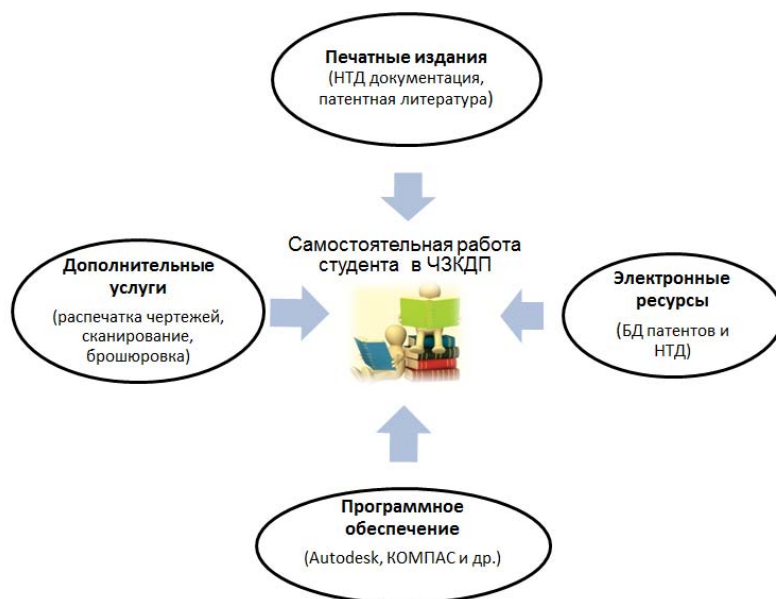 Печатные издания
(НТД документация,
патентная литература)
Самостоятельная работа
студента в ЧЗКДП
Дополнительные
услуги
(распечатка чертежей,
сканирование,
брошюровка)
Электронные
ресурсы
(БД патентов и
НТД)
Программное
обеспечение
(Autodesk, КОМПАС и др.)